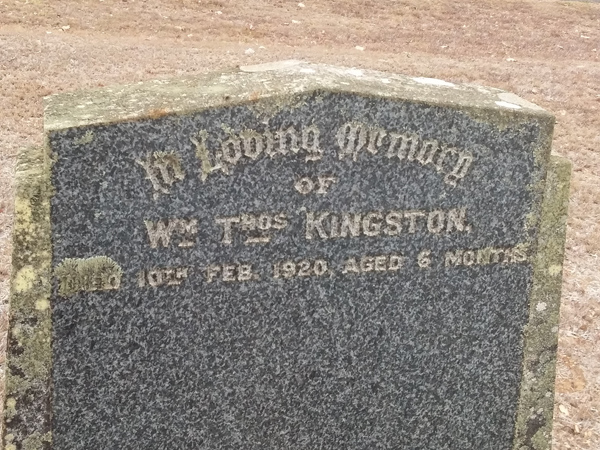 In Loving Memory
OF
WM THOS KINGSTON.
DIED 10TH FEB. 1920, AGED 6 MONTHS